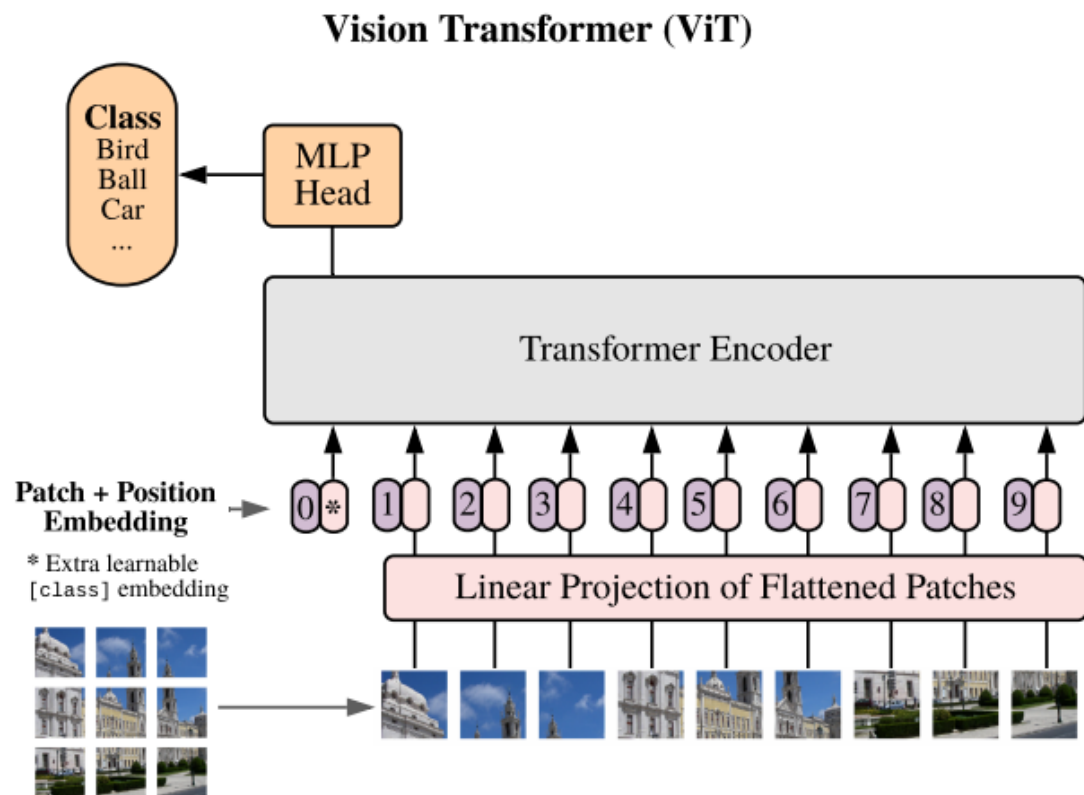 Vision Transformer (ViT)
Class
Bird
Ball
Car
...
MLP
Head
Transformer Encoder
Patch + Position
Embedding
0 * 1 2 3 4 5 6 7 8 9
* Extra learnable
[class] embedding
Linear Projection of Flattened Patches